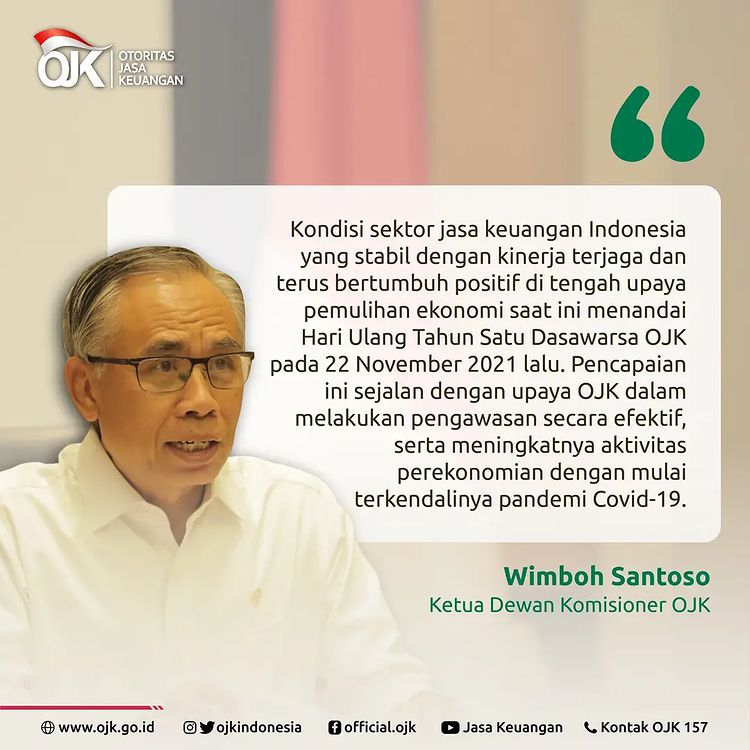 OJK
OTORITAS
JASA
KEUANGAN
Kondisi sektor jasa keuangan Indonesia
yang stabil dengan kinerja terjaga dan
terus bertumbuh positif di tengah upaya
pemulihan ekonomi saat ini menandai
Hari Ulang Tahun Satu Dasawarsa OJK
pada 22 November 2021 lalu. Pencapaian
ini sejalan dengan upaya OJK dalam
melakukan pengawasan secara efektif,
serta meningkatnya aktivitas
perekonomian dengan mulai
terkendalinya pandemi Covid-19.
Wimboh Santoso
Ketua Dewan Komisioner OJK
www.ojk.go.id ojkindonesia official.ojk Jasa Keuangan Kontak OJK 157